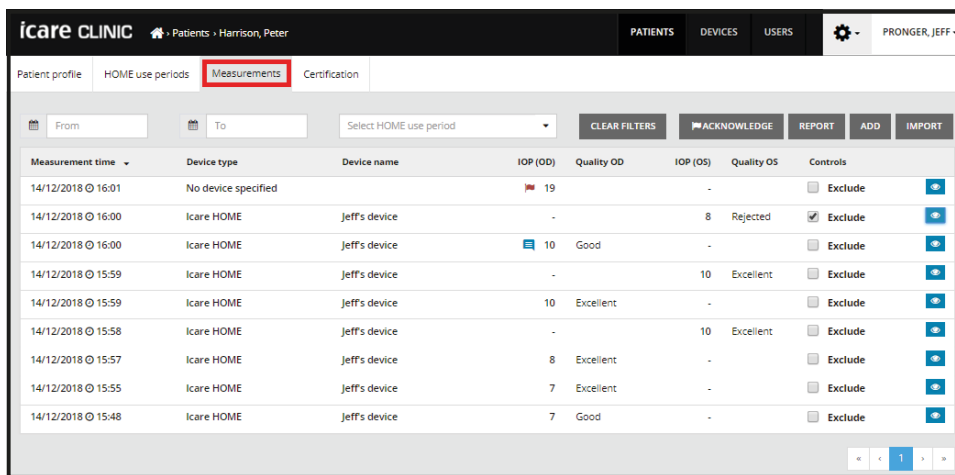 icare CLINIC › Patients › Harrison, Peter PATIENTS DEVICES USERS PRONGER, JEFF
Patient profile HOME use periods Measurements Certification
From To Select HOME use period CLEAR FILTERS ACKNOWLEDGE REPORT ADD IMPORT
Measurement time Device type Device name IOP (OD) Quality OD IOP (OS) Quality OS Controls
14/12/2018 16:01 No device specified 19 - Exclude
14/12/2018 16:00 Icare HOME Jeff's device - 8 Rejected Exclude
14/12/2018 16:00 Icare HOME Jeff's device 10 Good - Exclude
14/12/2018 15:59 Icare HOME Jeff's device - 10 Excellent Exclude
14/12/2018 15:59 Icare HOME Jeff's device 10 Excellent - Exclude
14/12/2018 15:58 Icare HOME Jeff's device - 10 Excellent Exclude
14/12/2018 15:57 Icare HOME Jeff's device 8 Excellent - Exclude
14/12/2018 15:55 Icare HOME Jeff's device 7 Excellent - Exclude
14/12/2018 15:48 Icare HOME Jeff's device 7 Good - Exclude
« ‹ 1 › »